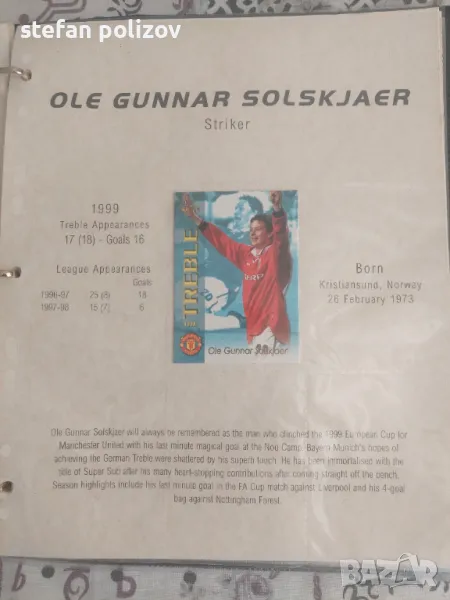 stefan polizov
OLE GUNNAR SOLSKJAER
Striker
1999
Treble Appearances
17 (18) - Goals 16
League Appearances
Goals
1996-97 25 (8) 18
1997-98 15 (7) 6
THE TREBLE
Ole Gunnar Solskjaer
20
Born
Kristiansund, Norway
26 February 1973
Ole Gunnar Solskjaer will always be remembered as the man who clinched the 1999 European Cup for
Manchester United with his last minute magical goal at the Nou Camp. Bayern Munich's hopes of
achieving the German Treble were shattered by his superb touch. He has been immortalised with the
title of Super Sub after his many heart-stopping contributions after coming straight off the bench.
Season highlights include his last minute goal in the FA Cup match against Liverpool and his 4-goal
bag against Nottingham Forest.
BAZAR